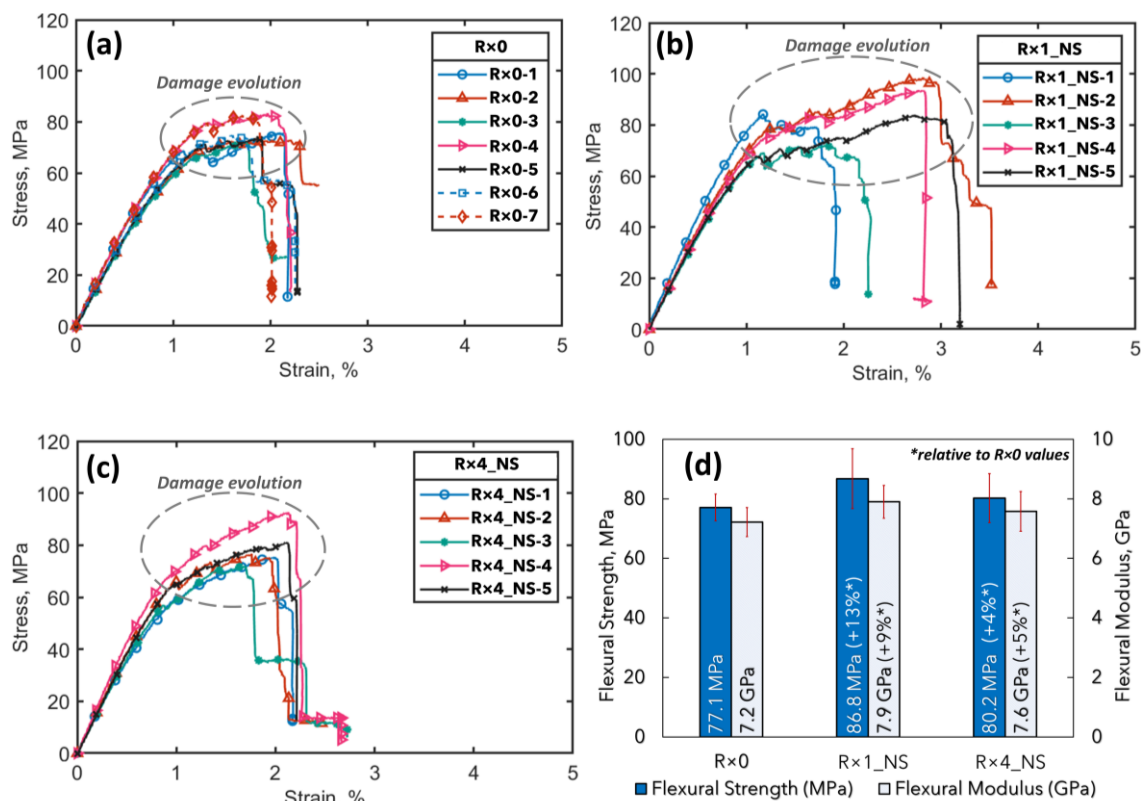 (a)
Damage evolution
R×0
R×0-1
R×0-2
R×0-3
R×0-4
R×0-5
R×0-6
R×0-7
120
100
80
60
40
20
0
Stress, MPa
0 1 2 3 4 5
Strain, %
(b)
Damage evolution
R×1_NS
R×1_NS-1
R×1_NS-2
R×1_NS-3
R×1_NS-4
R×1_NS-5
120
100
80
60
40
20
0
Stress, MPa
0 1 2 3 4 5
Strain, %
(c)
Damage evolution
R×4_NS
R×4_NS-1
R×4_NS-2
R×4_NS-3
R×4_NS-4
R×4_NS-5
120
100
80
60
40
20
0
Stress, MPa
0 1 2 3 4 5
Strain, %
(d)
*relative to R×0 values
100
80
60
40
20
0
Flexural Strength, MPa
10
8
6
4
2
0
Flexural Modulus, GPa
77.1 MPa
7.2 GPa
86.8 MPa (+13%*)
7.9 GPa (+9%*)
80.2 MPa (+4%*)
7.6 GPa (+5%*)
R×0 R×1_NS R×4_NS
Flexural Strength (MPa) Flexural Modulus (GPa)